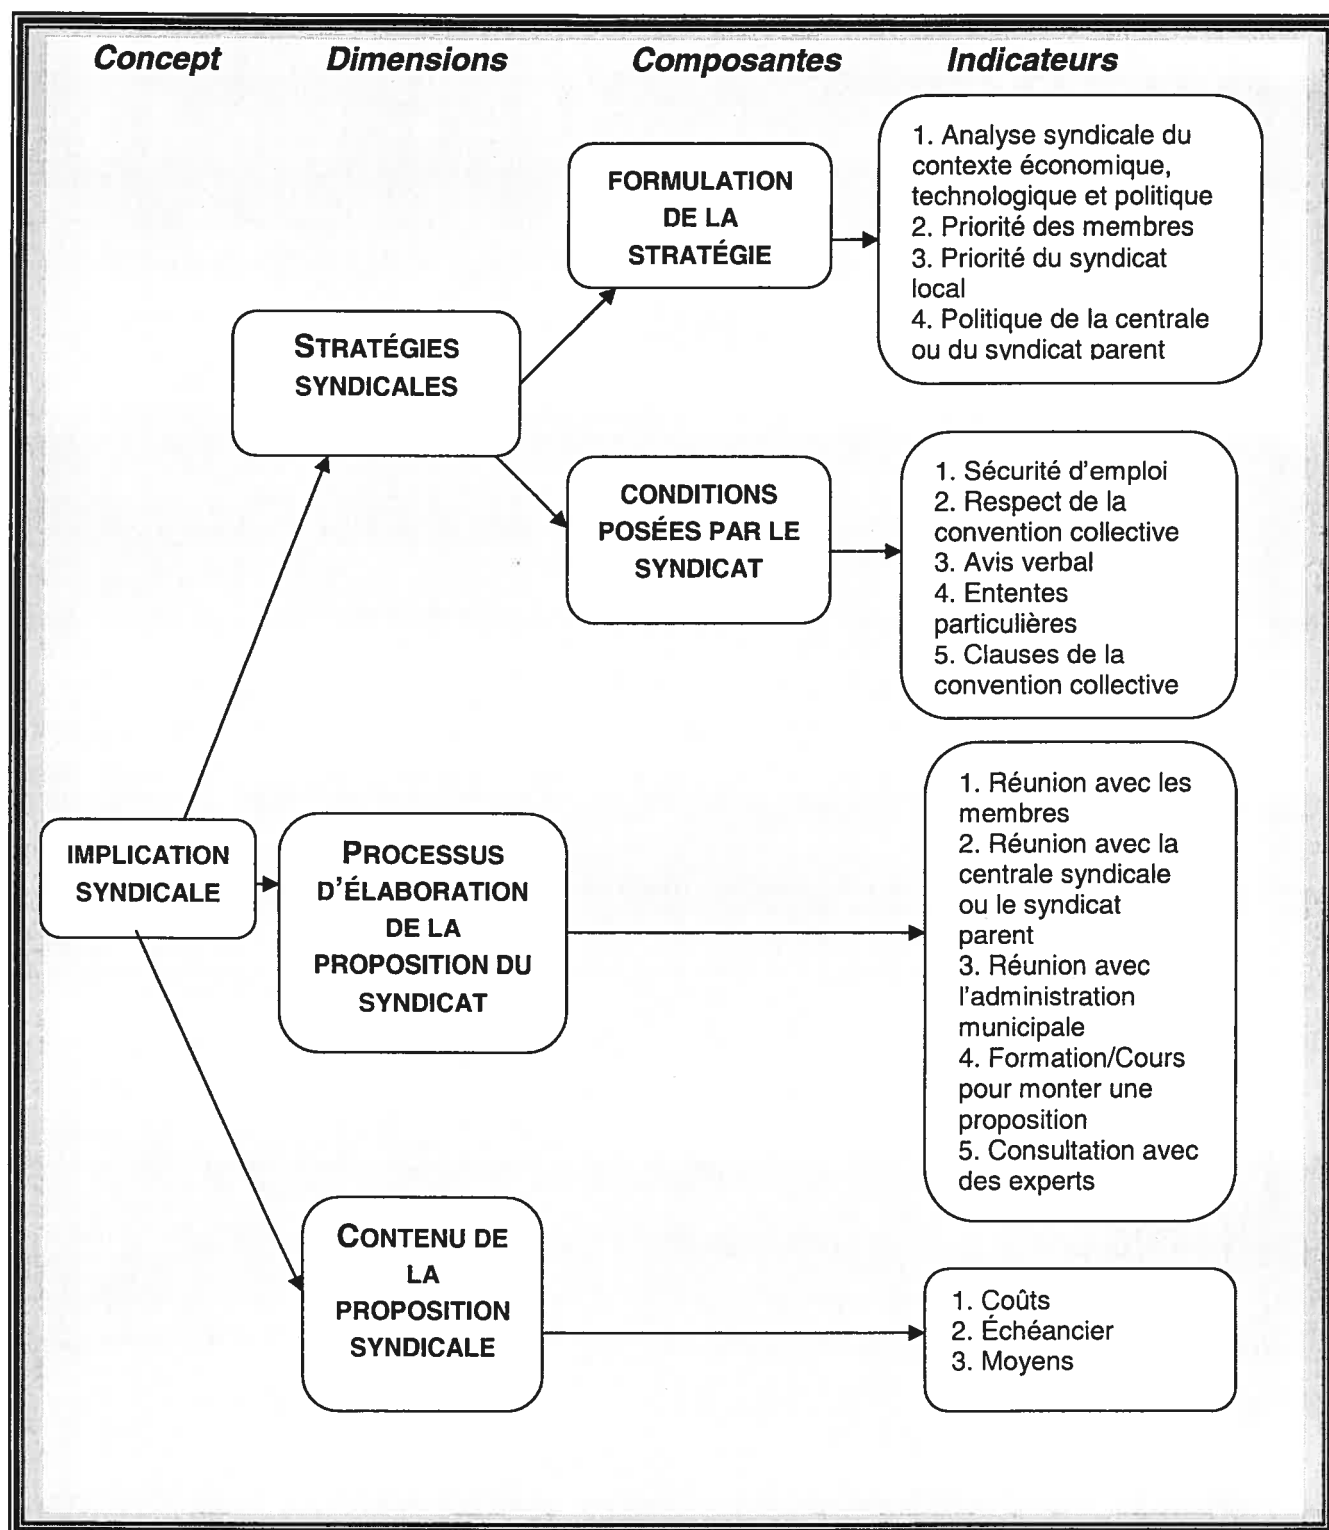 Concept Dimensions Composantes Indicateurs
FORMULATION
DE LA
STRATÉGIE
1. Analyse syndicale du
contexte économique,
technologique et politique
2. Priorité des membres
3. Priorité du syndicat
local
4. Politique de la centrale
ou du syndicat parent
STRATÉGIES
SYNDICALES
CONDITIONS
POSÉES PAR LE
SYNDICAT
1. Sécurité d'emploi
2. Respect de la
convention collective
3. Avis verbal
4. Ententes
particulières
5. Clauses de la
convention collective
IMPLICATION
SYNDICALE
PROCESSUS
D'ÉLABORATION
DE LA
PROPOSITION DU
SYNDICAT
1. Réunion avec les
membres
2. Réunion avec la
centrale syndicale
ou le syndicat
parent
3. Réunion avec
l'administration
municipale
4. Formation/Cours
pour monter une
proposition
5. Consultation avec
des experts
CONTENU DE
LA
PROPOSITION
SYNDICALE
1. Coûts
2. Échéancier
3. Moyens